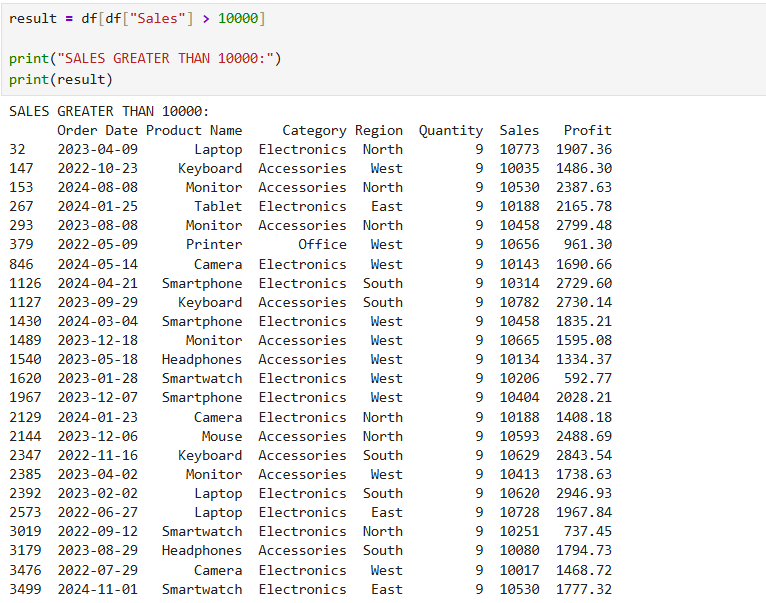 result = df[df["Sales"] > 10000]
print("SALES GREATER THAN 10000:")
print(result)
SALES GREATER THAN 10000:
Order Date Product Name Category Region Quantity Sales Profit
32 2023-04-09 Laptop Electronics North 9 10773 1907.36
147 2022-10-23 Keyboard Accessories West 9 10035 1486.30
153 2024-08-08 Monitor Accessories North 9 10530 2387.63
267 2024-01-25 Tablet Electronics East 9 10188 2165.78
293 2023-08-08 Monitor Accessories North 9 10458 2799.48
379 2022-05-09 Printer Office West 9 10656 961.30
846 2024-05-14 Camera Electronics West 9 10143 1690.66
1126 2024-04-21 Smartphone Electronics South 9 10314 2729.60
1127 2023-09-29 Keyboard Accessories South 9 10782 2730.14
1430 2024-03-04 Smartphone Electronics West 9 10458 1835.21
1489 2023-12-18 Monitor Accessories West 9 10665 1595.08
1540 2023-05-18 Headphones Accessories West 9 10134 1334.37
1620 2023-01-28 Smartwatch Electronics West 9 10206 592.77
1967 2023-12-07 Smartphone Electronics West 9 10404 2028.21
2129 2024-01-23 Camera Electronics North 9 10188 1408.18
2144 2023-12-06 Mouse Accessories North 9 10593 2488.69
2347 2022-11-16 Keyboard Accessories South 9 10629 2843.54
2385 2023-04-02 Monitor Accessories West 9 10413 1738.63
2392 2023-02-02 Laptop Electronics South 9 10620 2946.93
2573 2022-06-27 Laptop Electronics East 9 10728 1967.84
3019 2022-09-12 Smartwatch Electronics North 9 10251 737.45
3179 2023-08-29 Headphones Accessories South 9 10080 1794.73
3476 2022-07-29 Camera Electronics West 9 10017 1468.72
3499 2024-11-01 Smartwatch Electronics East 9 10530 1777.32